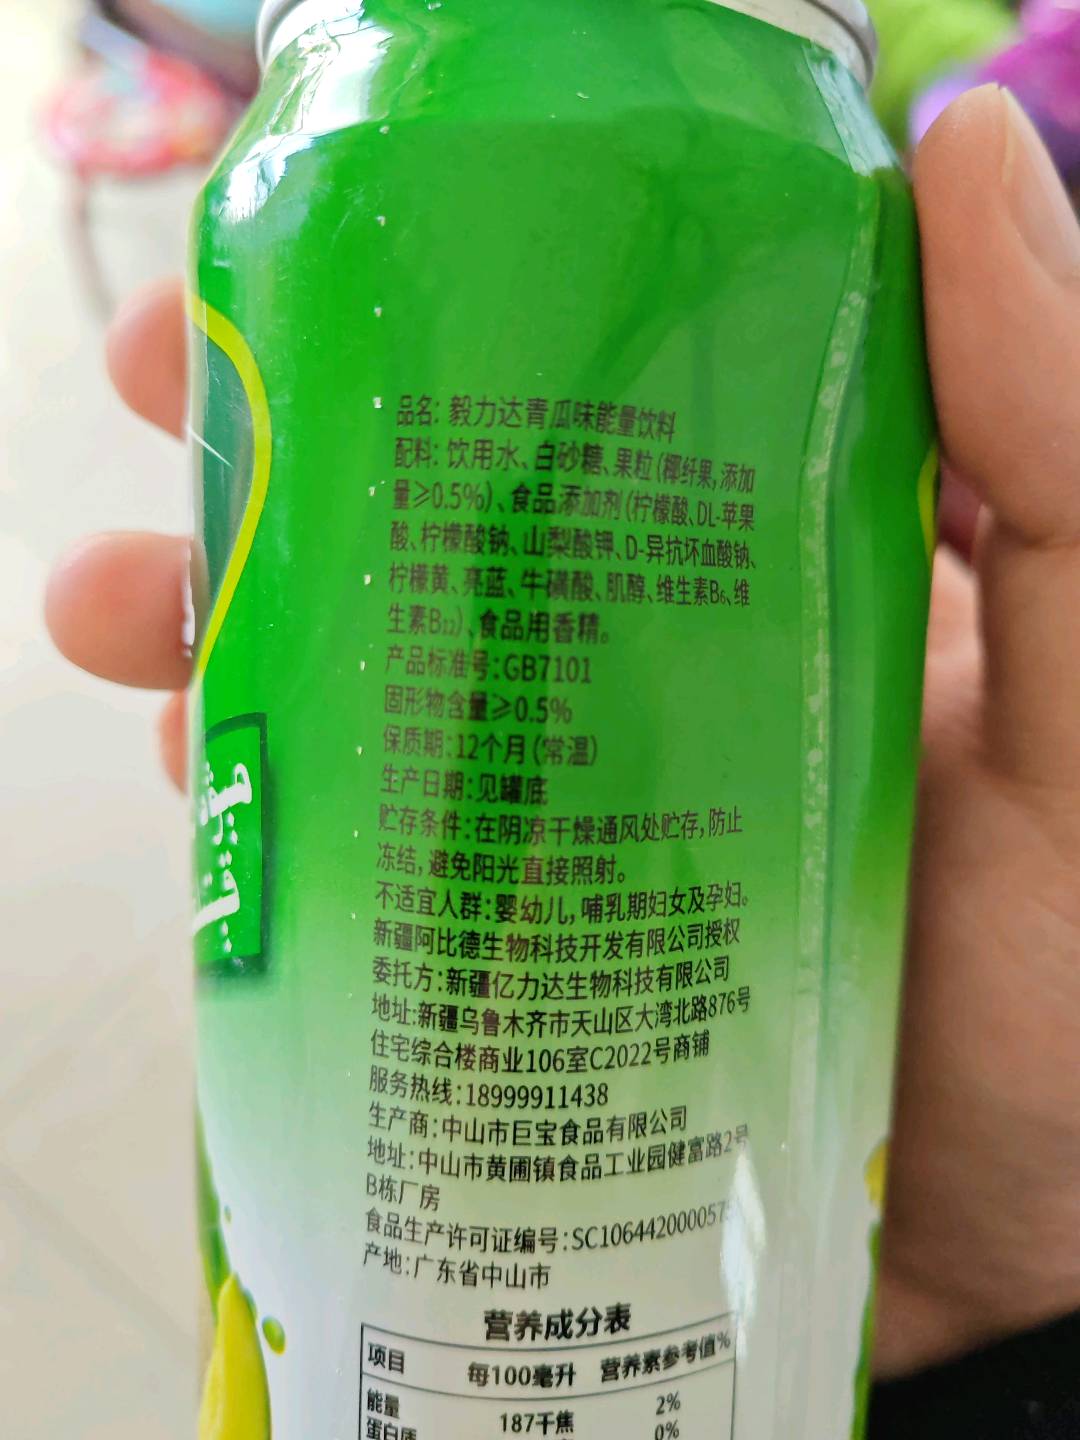 品名: 毅力达青瓜味能量饮料
配料: 饮用水、白砂糖、果粒(椰纤果,添加
量≥0.5%)、食品添加剂(柠檬酸、DL-苹果
酸、柠檬酸钠、山梨酸钾、D-异抗坏血酸钠、
柠檬黄、亮蓝、牛磺酸、肌醇、维生素B₆、维
生素B₁₂)、食品用香精。
产品标准号:GB7101
固形物含量≥0.5%
保质期:12个月(常温)
生产日期:见罐底
贮存条件:在阴凉干燥通风处贮存,防止
冻结,避免阳光直接照射。
不适宜人群:婴幼儿,哺乳期妇女及孕妇。
新疆阿比德生物科技开发有限公司授权
委托方:新疆亿力达生物科技有限公司
地址:新疆乌鲁木齐市天山区大湾北路876号
住宅综合楼商业106室C2022号商铺
服务热线:18999911438
生产商:中山市巨宝食品有限公司
地址:中山市黄圃镇食品工业园健富路2号
B栋厂房
食品生产许可证编号:
产地:广东省中山市
营养成分表
项目 每100毫升 营养素参考值%
能量 187千焦 2%
蛋白质 0%